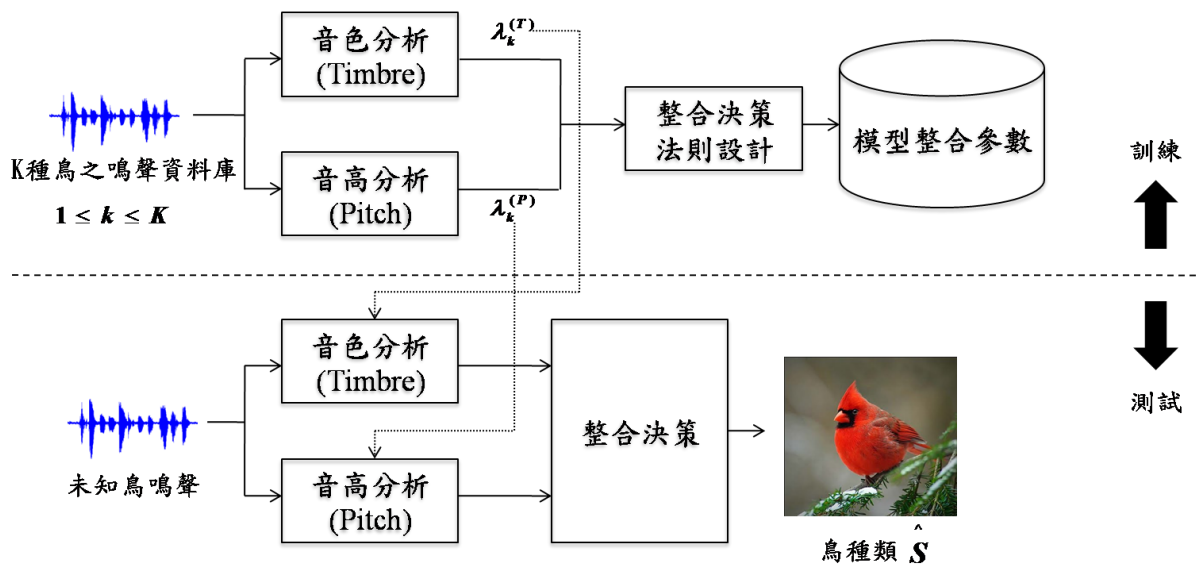 音色分析
(Timbre)
λk(T)
K種鳥之鳴聲資料庫
1 ≤ k ≤ K
音高分析
(Pitch)
λk(P)
整合決策
法則設計
模型整合參數
訓練
音色分析
(Timbre)
未知鳥鳴聲
音高分析
(Pitch)
整合決策
鳥種類 Ŝ
測試